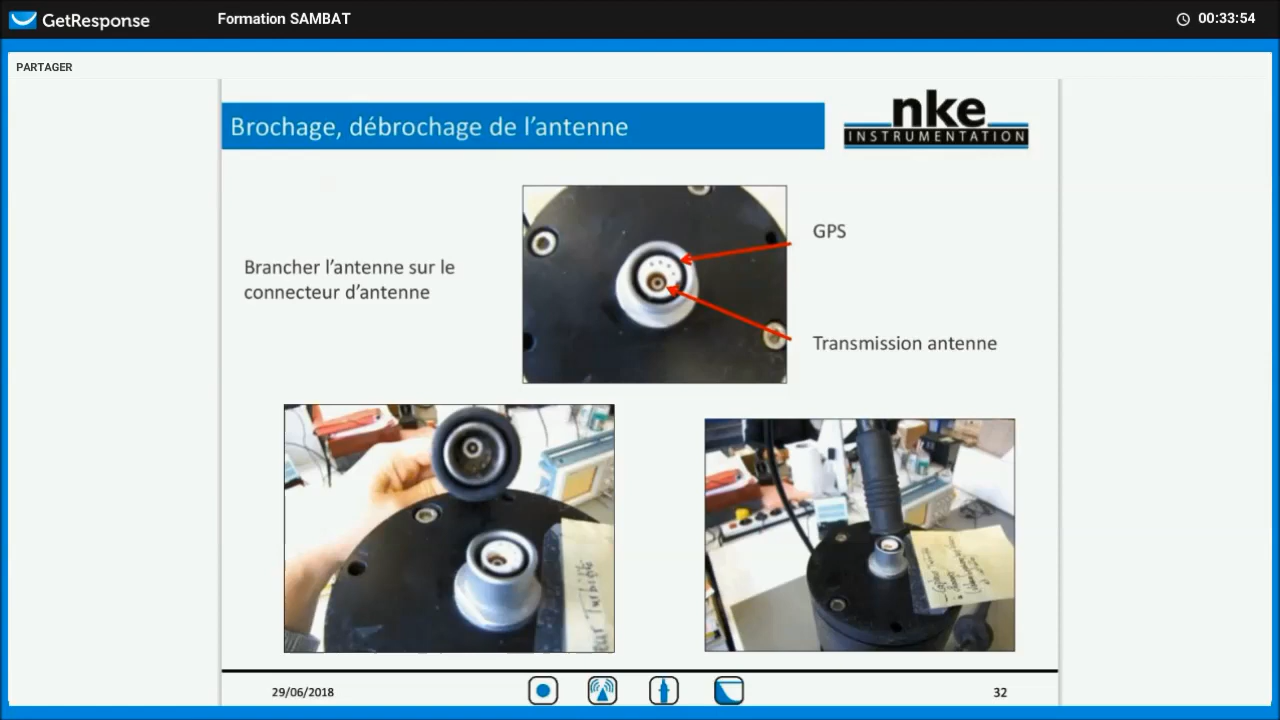 GetResponse
Formation SAMBAT
00:33:54
PARTAGER
Brochage, débrochage de l'antenne
nke
INSTRUMENTATION
GPS
Brancher l'antenne sur le
connecteur d'antenne
Transmission antenne
29/06/2018
32